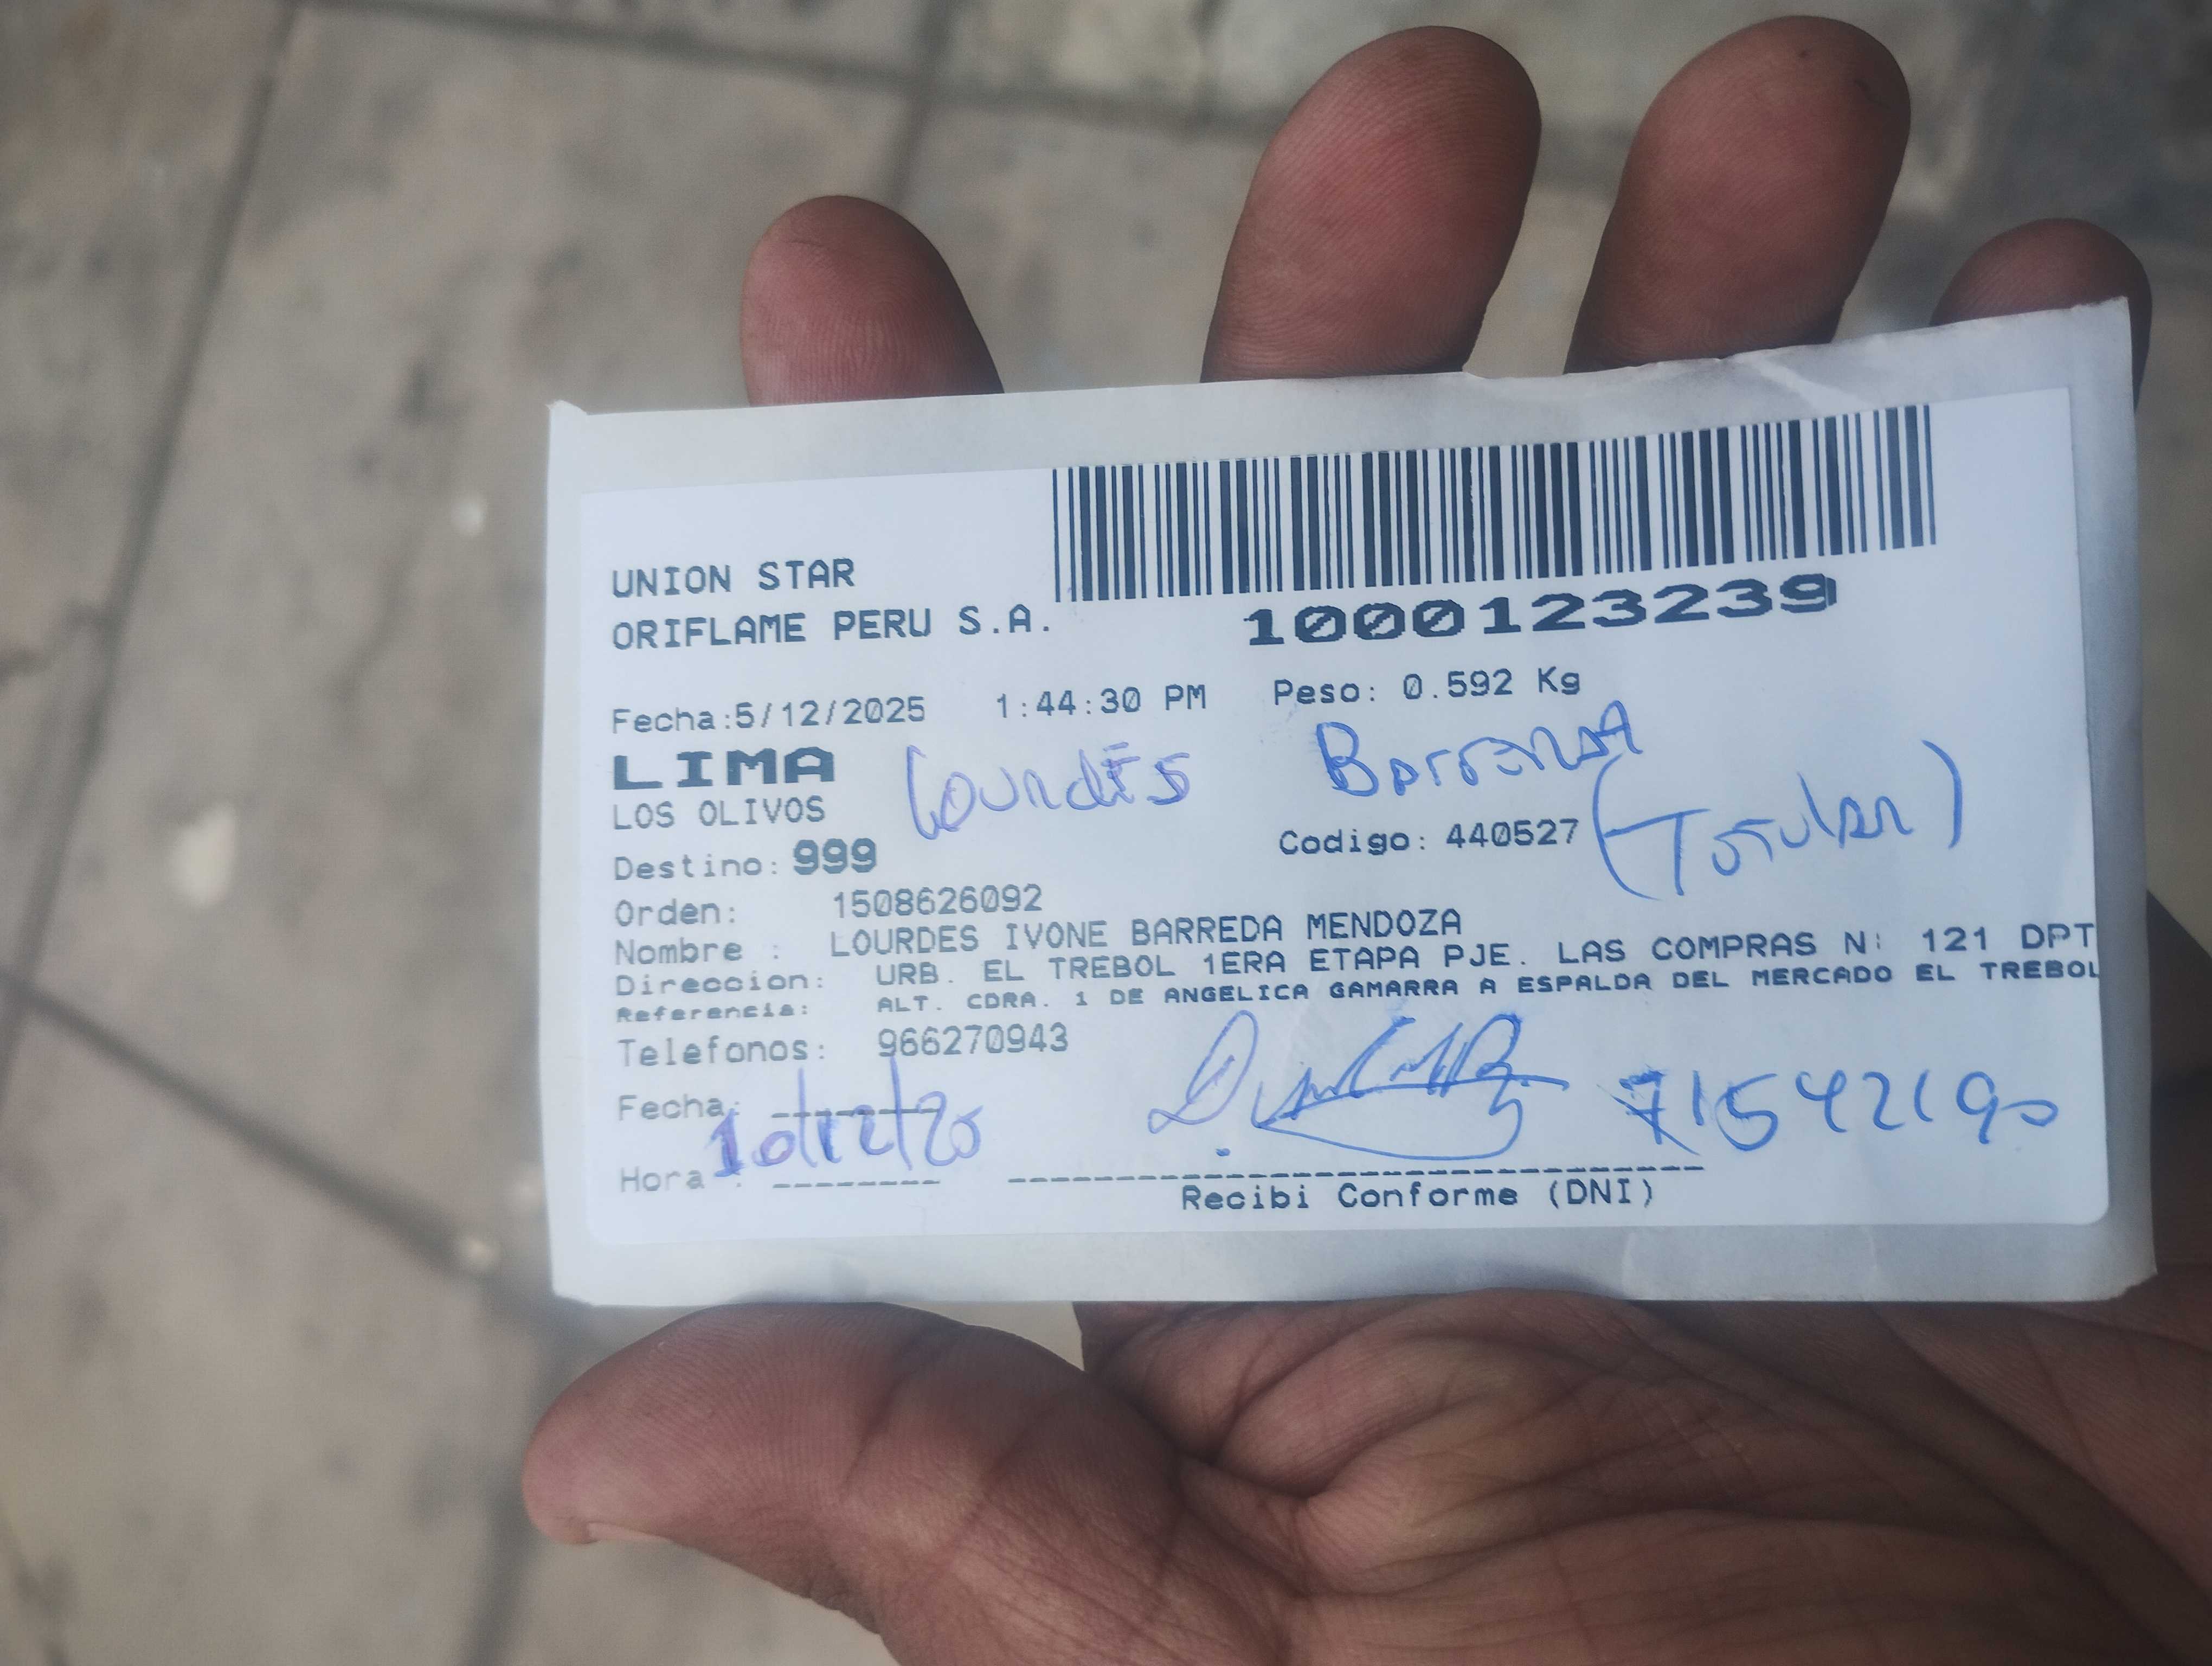 UNION STAR
ORIFLAME PERU S.A.
1000123239
Fecha:5/12/2025 1:44:30 PM Peso: 0.592 Kg
LIMA
Lourdes Barreda
LOS OLIVOS
(Titular)
Destino: 999 Codigo: 440527
Orden: 1508626092
Nombre : LOURDES IVONE BARREDA MENDOZA
Direccion: URB. EL TREBOL 1ERA ETAPA PJE. LAS COMPRAS N: 121 DPT
Referencia: ALT. CDRA. 1 DE ANGELICA GAMARRA A ESPALDA DEL MERCADO EL TREBOL
Telefonos: 966270943
Fecha: 10/12/25
71542190
Hora :
Recibi Conforme (DNI)